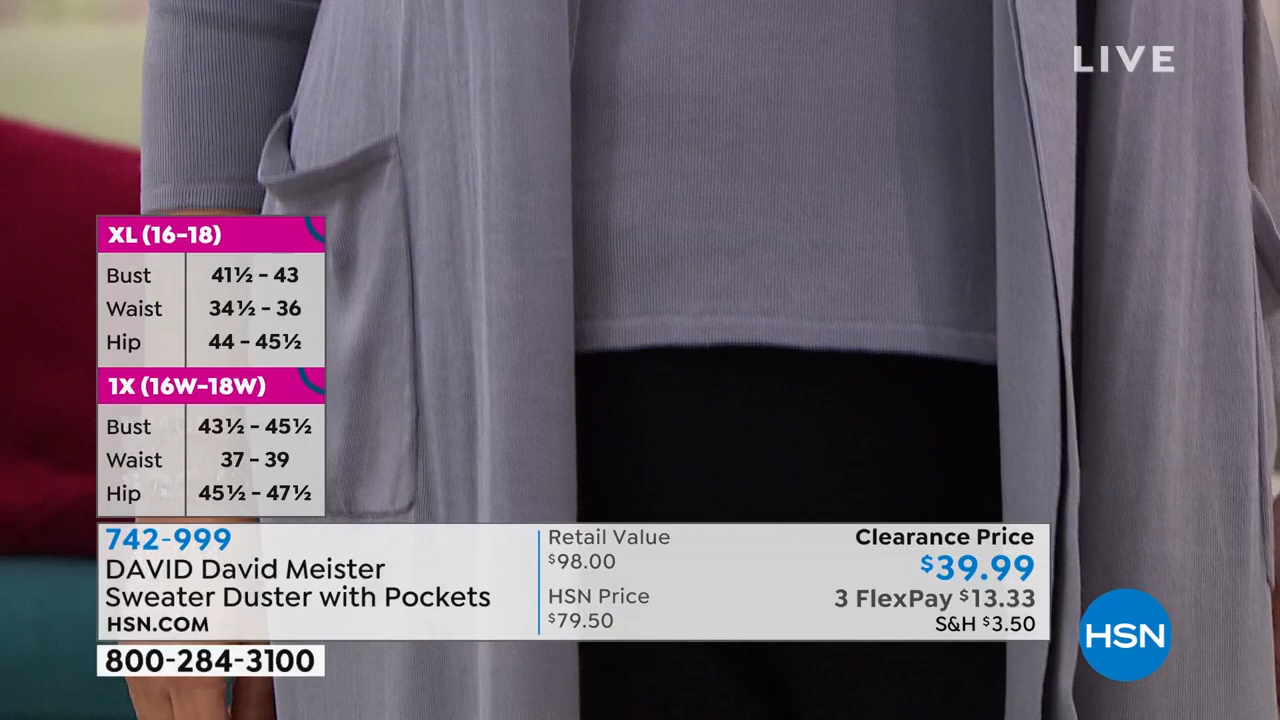 LIVE
XL (16-18)
Bust 41½ - 43
Waist 34½ - 36
Hip 44 - 45½
1X (16W-18W)
Bust 43½ - 45½
Waist 37 - 39
Hip 45½ - 47½
742-999
DAVID David Meister
Sweater Duster with Pockets
HSN.COM
Retail Value
$98.00
HSN Price
$79.50
Clearance Price
$39.99
3 FlexPay $13.33
S&H $3.50
HSN
800-284-3100